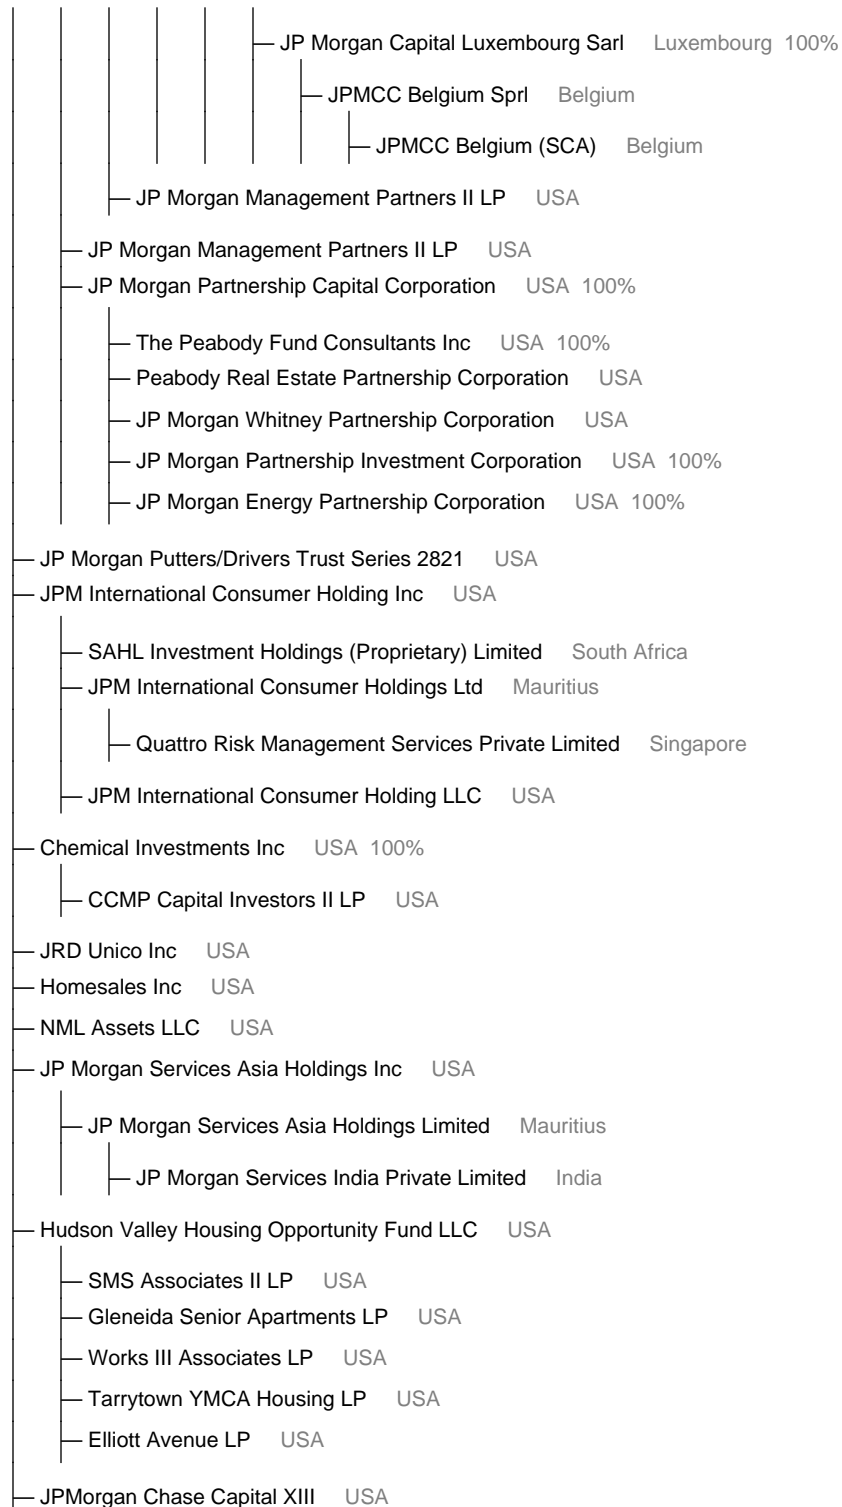 JP Morgan Capital Luxembourg Sarl Luxembourg 100%
JPMCC Belgium Sprl Belgium
JPMCC Belgium (SCA) Belgium
JP Morgan Management Partners II LP USA
JP Morgan Management Partners II LP USA
JP Morgan Partnership Capital Corporation USA 100%
The Peabody Fund Consultants Inc USA 100%
Peabody Real Estate Partnership Corporation USA
JP Morgan Whitney Partnership Corporation USA
JP Morgan Partnership Investment Corporation USA 100%
JP Morgan Energy Partnership Corporation USA 100%
JP Morgan Putters/Drivers Trust Series 2821 USA
JPM International Consumer Holding Inc USA
SAHL Investment Holdings (Proprietary) Limited South Africa
JPM International Consumer Holdings Ltd Mauritius
Quattro Risk Management Services Private Limited Singapore
JPM International Consumer Holding LLC USA
Chemical Investments Inc USA 100%
CCMP Capital Investors II LP USA
JRD Unico Inc USA
Homesales Inc USA
NML Assets LLC USA
JP Morgan Services Asia Holdings Inc USA
JP Morgan Services Asia Holdings Limited Mauritius
JP Morgan Services India Private Limited India
Hudson Valley Housing Opportunity Fund LLC USA
SMS Associates II LP USA
Gleneida Senior Apartments LP USA
Works III Associates LP USA
Tarrytown YMCA Housing LP USA
Elliott Avenue LP USA
JPMorgan Chase Capital XIII USA